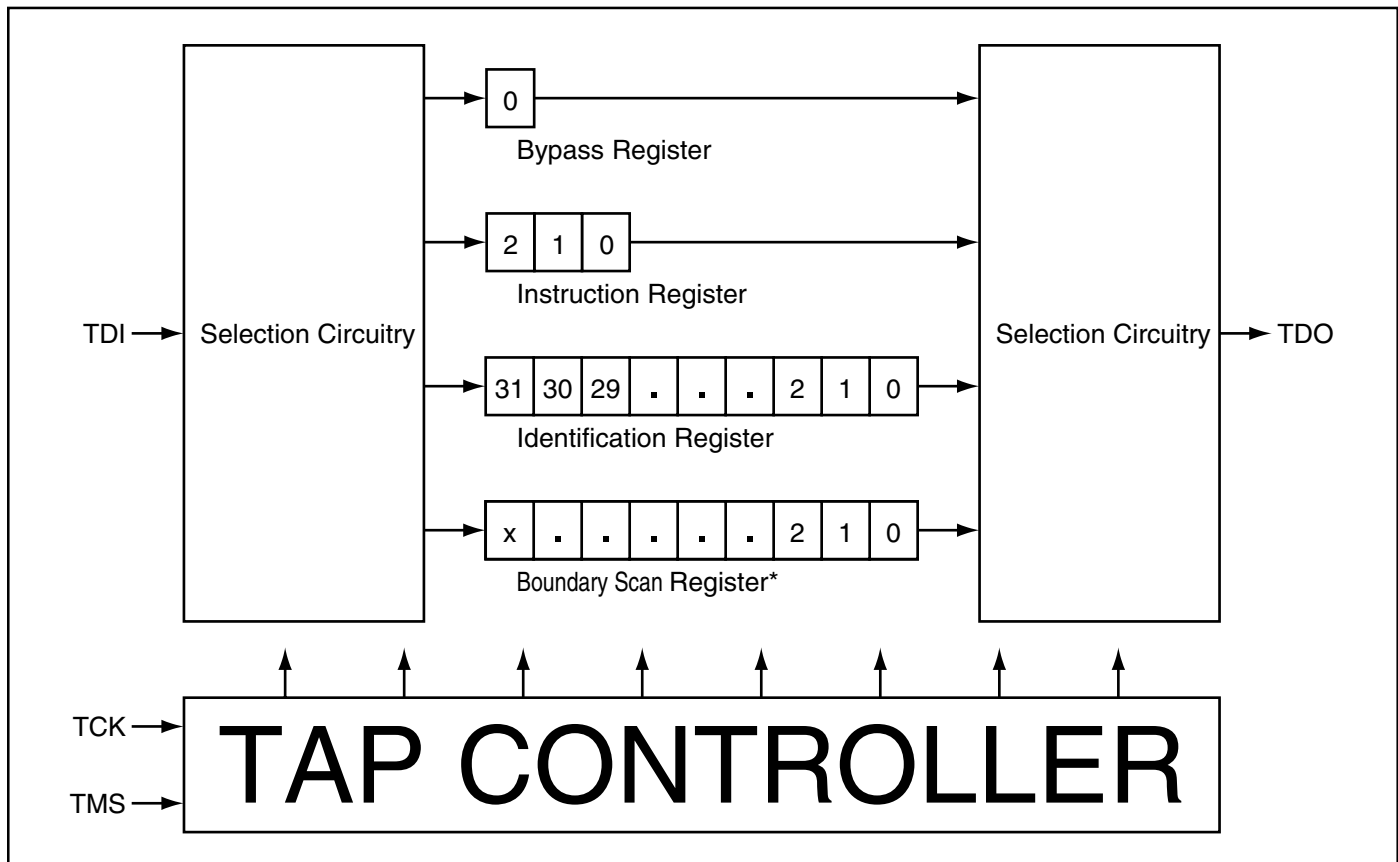 0
Bypass Register
2 1 0
Instruction Register
TDI
Selection Circuitry
Selection Circuitry
TDO
31 30 29 . . . 2 1 0
Identification Register
x . . . . . 2 1 0
Boundary Scan Register*
TCK
TMS
TAP CONTROLLER